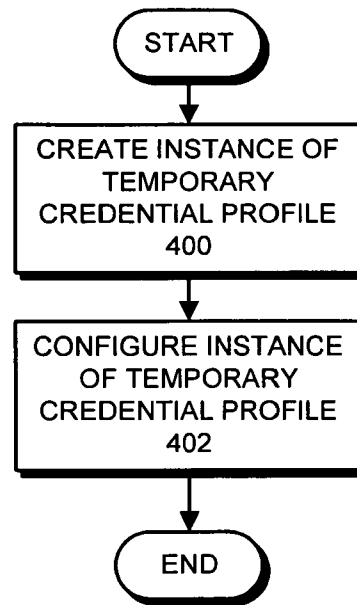 START
CREATE INSTANCE OF
TEMPORARY
CREDENTIAL PROFILE
400
CONFIGURE INSTANCE
OF TEMPORARY
CREDENTIAL PROFILE
402
END